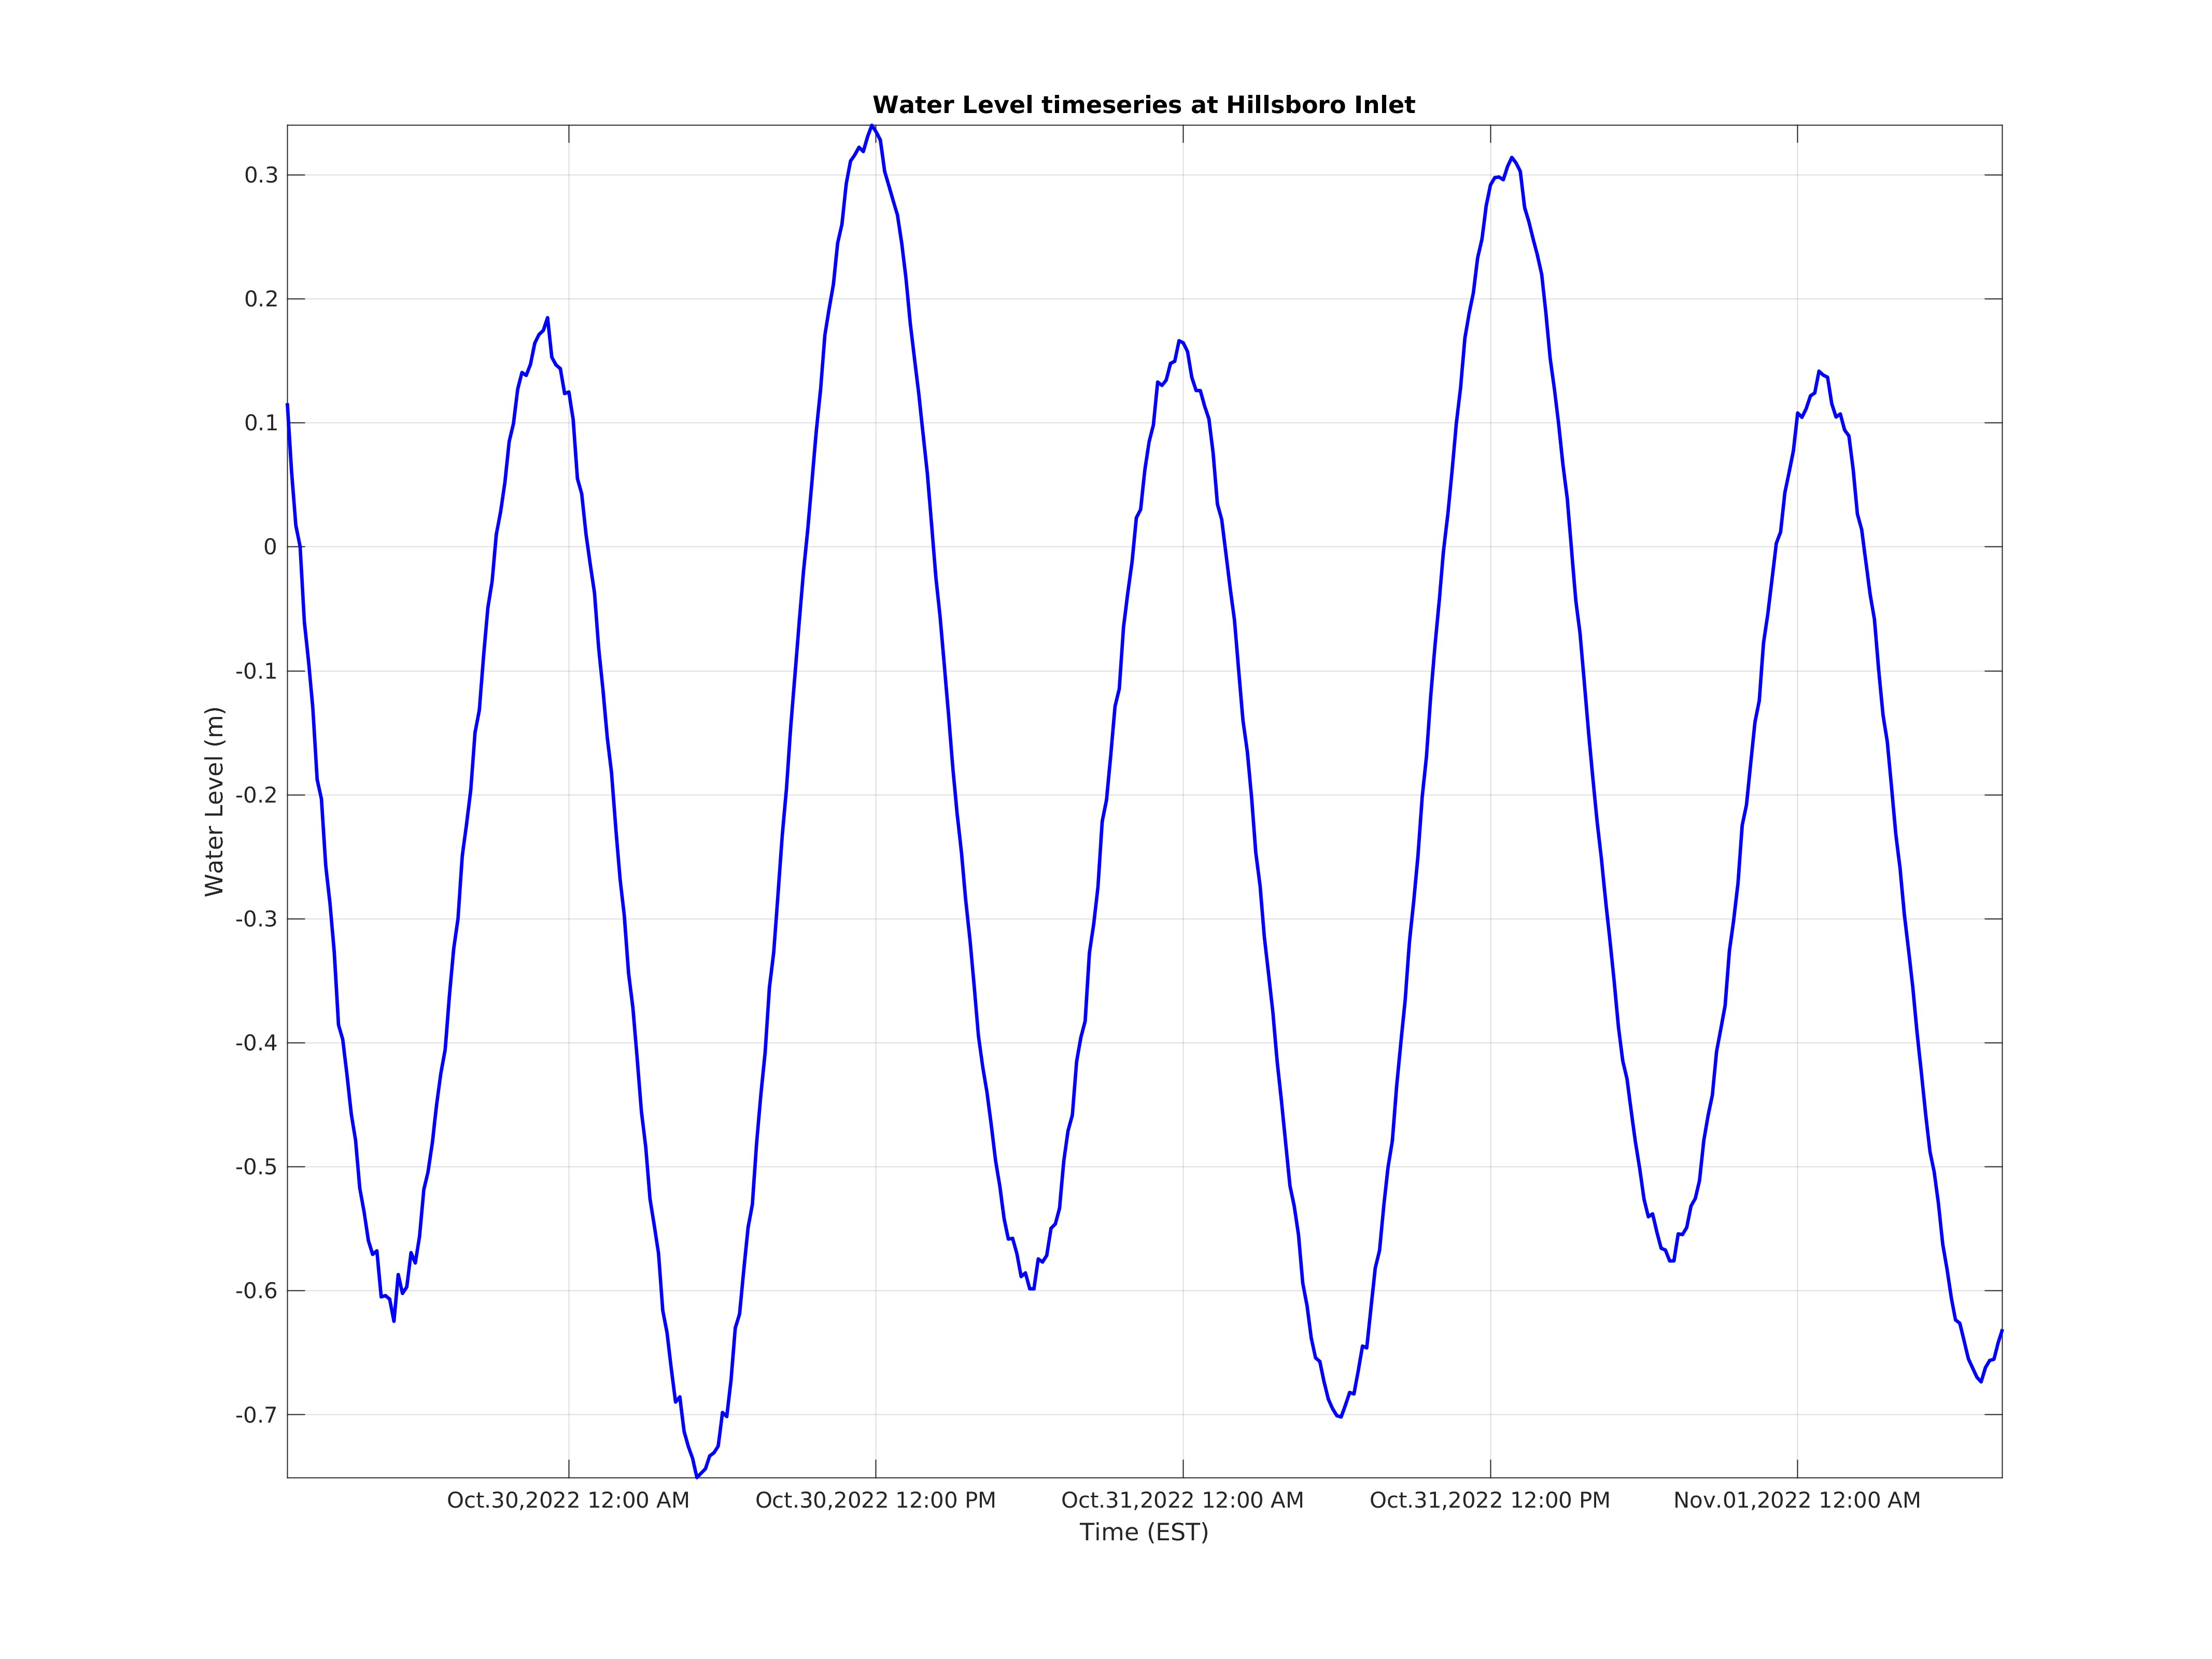 Water Level timeseries at Hillsboro Inlet
0.3
0.2
0.1
0
-0.1
-0.2
-0.3
-0.4
-0.5
-0.6
-0.7
Water Level (m)
Oct.30,2022 12:00 AM
Oct.30,2022 12:00 PM
Oct.31,2022 12:00 AM
Oct.31,2022 12:00 PM
Nov.01,2022 12:00 AM
Time (EST)